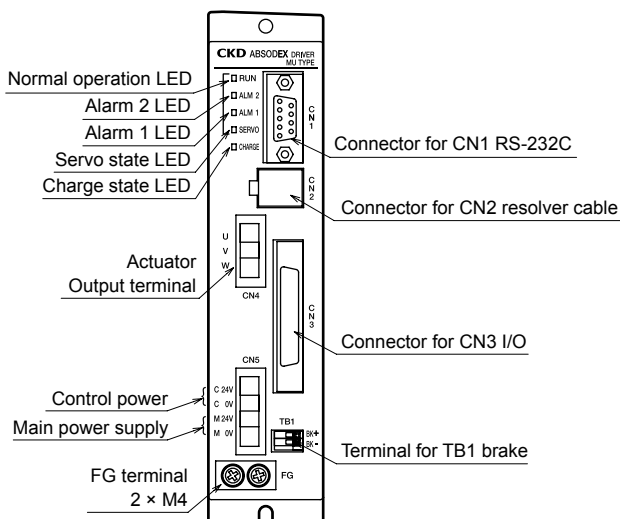 CKD ABSODEX DRIVER
MU TYPE
Normal operation LED
RUN
Alarm 2 LED
ALM 2
Alarm 1 LED
ALM 1
Servo state LED
SERVO
Charge state LED
CHARGE
CN1
Connector for CN1 RS-232C
CN2
Connector for CN2 resolver cable
U
V
W
Actuator
Output terminal
CN4
CN3
Connector for CN3 I/O
CN5
Control power
C 24V
C 0V
Main power supply
M 24V
M 0V
TB1
BK+
BK-
Terminal for TB1 brake
FG terminal
2 × M4
FG